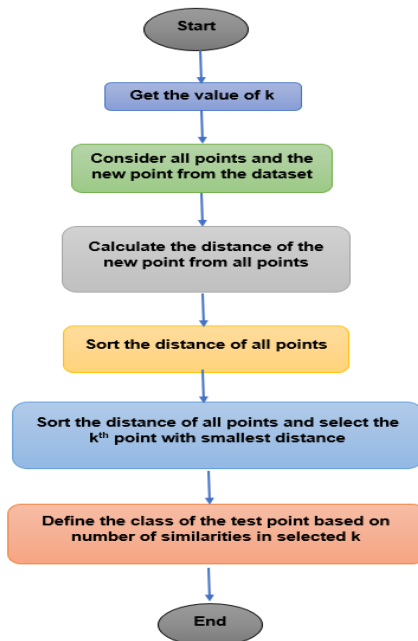 Start
Get the value of k
Consider all points and the
new point from the dataset
Calculate the distance of the
new point from all points
Sort the distance of all points
Sort the distance of all points and select the
kᵗʰ point with smallest distance
Define the class of the test point based on
number of similarities in selected k
End